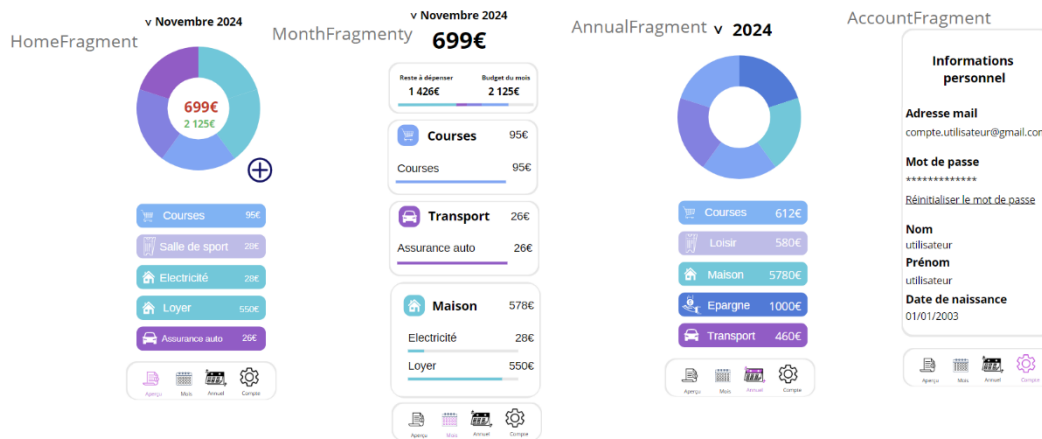 HomeFragment
v Novembre 2024
699€
2 125€
Courses 95€
Salle de sport 28€
Electricité 28€
Loyer 550€
Assurance auto 26€
Aperçu Mois Annuel Compte
MonthFragmenty
v Novembre 2024
699€
Reste à dépenser Budget du mois
1 426€ 2 125€
Courses 95€
Courses 95€
Transport 26€
Assurance auto 26€
Maison 578€
Electricité 28€
Loyer 550€
Aperçu Mois Annuel Compte
AnnualFragment
v 2024
Courses 612€
Loisir 580€
Maison 5780€
Epargne 1000€
Transport 460€
Aperçu Mois Annuel Compte
AccountFragment
Informations
personnel
Adresse mail
compte.utilisateur@gmail.com
Mot de passe
*************
Réinitialiser le mot de passe
Nom
utilisateur
Prénom
utilisateur
Date de naissance
01/01/2003
Aperçu Mois Annuel Compte